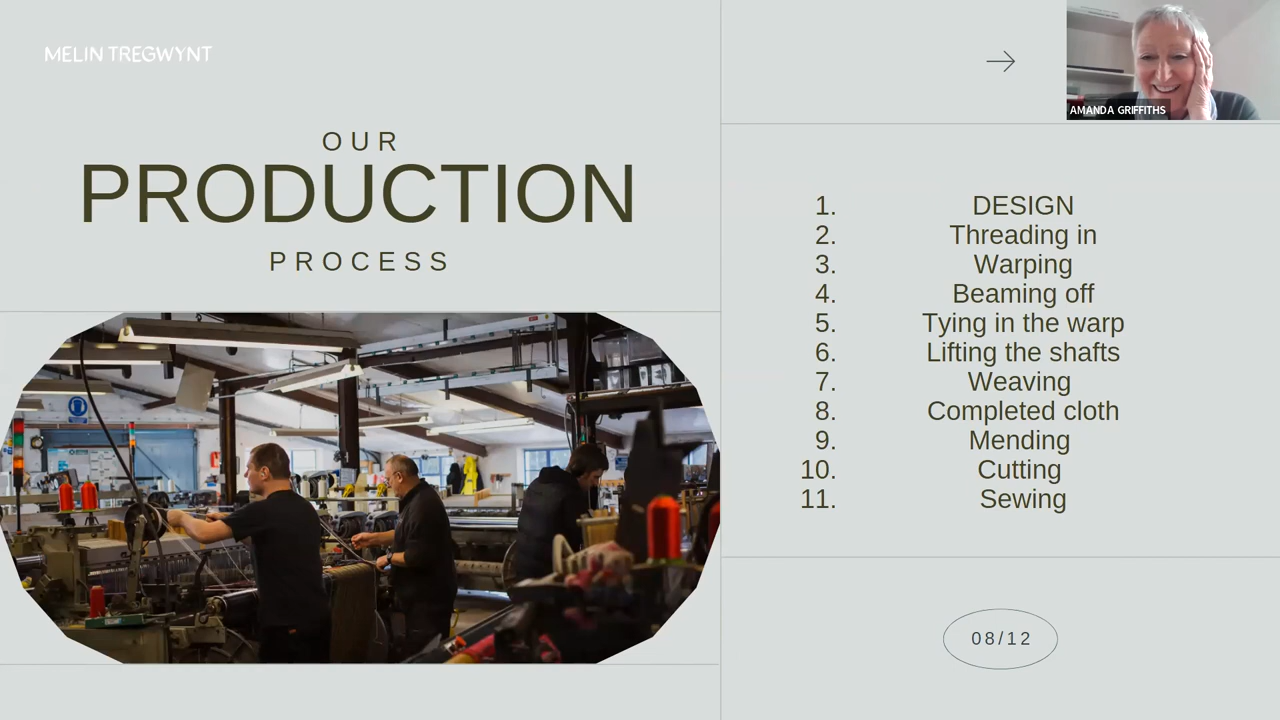 MELIN TREGWYNT
OUR
PRODUCTION
PROCESS
AMANDA GRIFFITHS
1. DESIGN
2. Threading in
3. Warping
4. Beaming off
5. Tying in the warp
6. Lifting the shafts
7. Weaving
8. Completed cloth
9. Mending
10. Cutting
11. Sewing
08/12